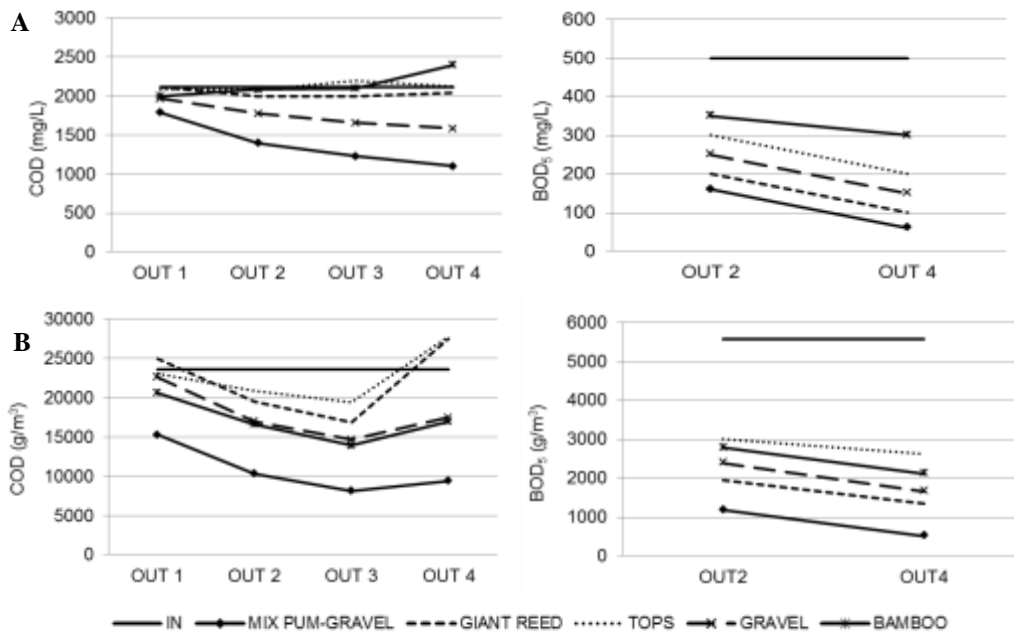 A
3000
2500
2000
1500
1000
500
0
COD (mg/L)
OUT 1 OUT 2 OUT 3 OUT 4
600
500
400
300
200
100
0
BOD₅ (mg/L)
OUT 2 OUT 4
B
30000
25000
20000
15000
10000
5000
0
COD (g/m³)
OUT 1 OUT 2 OUT 3 OUT 4
6000
5000
4000
3000
2000
1000
0
BOD₅ (g/m³)
OUT2 OUT4
IN MIX PUM-GRAVEL GIANT REED TOPS GRAVEL BAMBOO